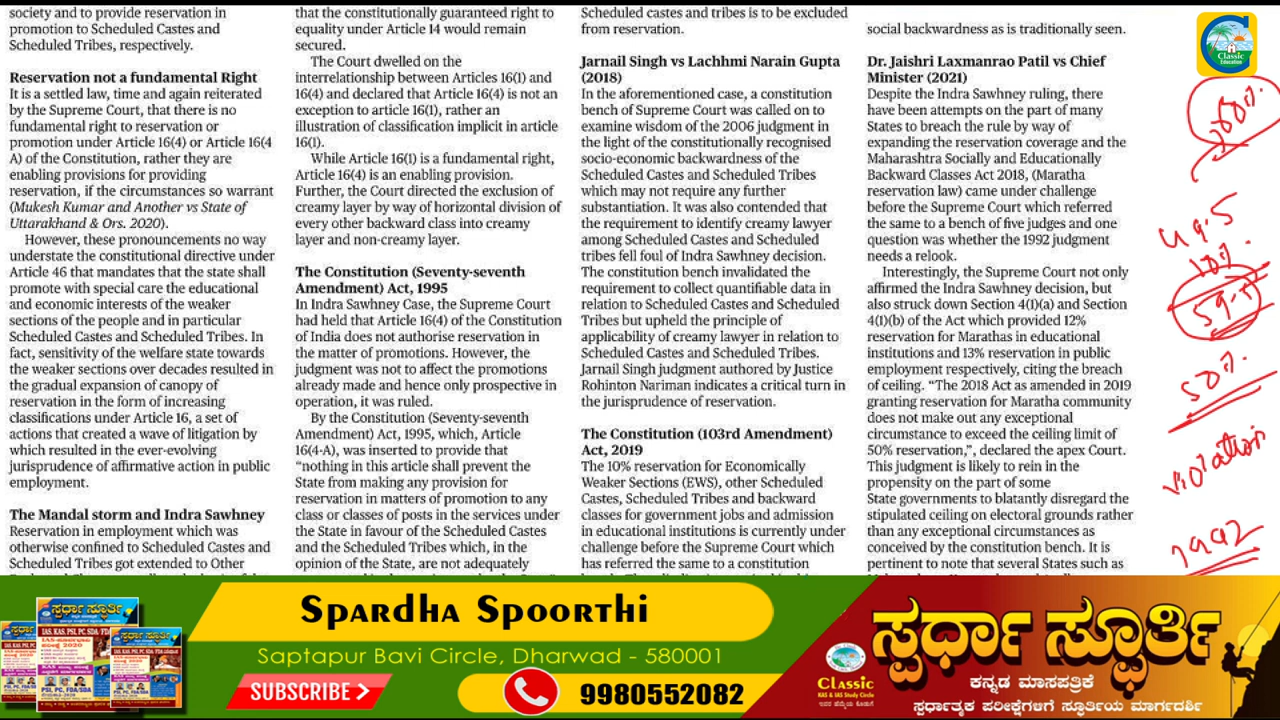 society and to provide reservation in
promotion to Scheduled Castes and
Scheduled Tribes, respectively.
Reservation not a fundamental Right
It is a settled law, time and again reiterated
by the Supreme Court, that there is no
fundamental right to reservation or
promotion under Article 16(4) or Article 16(4
A) of the Constitution, rather they are
enabling provisions for providing
reservation, if the circumstances so warrant
(Mukesh Kumar and Another vs State of
Uttarakhand & Ors. 2020).
However, these pronouncements no way
understate the constitutional directive under
Article 46 that mandates that the state shall
promote with special care the educational
and economic interests of the weaker
sections of the people and in particular
Scheduled Castes and Scheduled Tribes. In
fact, sensitivity of the welfare state towards
the weaker sections over decades resulted in
the gradual expansion of canopy of
reservation in the form of increasing
classifications under Article 16, a set of
actions that created a wave of litigation by
which resulted in the ever-evolving
jurisprudence of affirmative action in public
employment.
The Mandal storm and Indra Sawhney
Reservation in employment which was
otherwise confined to Scheduled Castes and
Scheduled Tribes got extended to Other
that the constitutionally guaranteed right to
equality under Article 14 would remain
secured.
The Court dwelled on the
interrelationship between Articles 16(1) and
16(4) and declared that Article 16(4) is not an
exception to article 16(1), rather an
illustration of classification implicit in article
16(1).
While Article 16(1) is a fundamental right,
Article 16(4) is an enabling provision.
Further, the Court directed the exclusion of
creamy layer by way of horizontal division of
every other backward class into creamy
layer and non-creamy layer.
The Constitution (Seventy-seventh
Amendment) Act, 1995
In Indra Sawhney Case, the Supreme Court
had held that Article 16(4) of the Constitution
of India does not authorise reservation in
the matter of promotions. However, the
judgment was not to affect the promotions
already made and hence only prospective in
operation, it was ruled.
By the Constitution (Seventy-seventh
Amendment) Act, 1995, which, Article
16(4-A), was inserted to provide that
“nothing in this article shall prevent the
State from making any provision for
reservation in matters of promotion to any
class or classes of posts in the services under
the State in favour of the Scheduled Castes
and the Scheduled Tribes which, in the
opinion of the State, are not adequately
Scheduled castes and tribes is to be excluded
from reservation.
Jarnail Singh vs Lachhmi Narain Gupta
(2018)
In the aforementioned case, a constitution
bench of Supreme Court was called on to
examine wisdom of the 2006 judgment in
the light of the constitutionally recognised
socio-economic backwardness of the
Scheduled Castes and Scheduled Tribes
which may not require any further
substantiation. It was also contended that
the requirement to identify creamy lawyer
among Scheduled Castes and Scheduled
tribes fell foul of Indra Sawhney decision.
The constitution bench invalidated the
requirement to collect quantifiable data in
relation to Scheduled Castes and Scheduled
Tribes but upheld the principle of
applicability of creamy lawyer in relation to
Scheduled Castes and Scheduled Tribes.
Jarnail Singh judgment authored by Justice
Rohinton Nariman indicates a critical turn in
the jurisprudence of reservation.
The Constitution (103rd Amendment)
Act, 2019
The 10% reservation for Economically
Weaker Sections (EWS), other Scheduled
Castes, Scheduled Tribes and backward
classes for government jobs and admission
in educational institutions is currently under
challenge before the Supreme Court which
has referred the same to a constitution
social backwardness as is traditionally seen.
Dr. Jaishri Laxmanrao Patil vs Chief
Minister (2021)
Despite the Indra Sawhney ruling, there
have been attempts on the part of many
States to breach the rule by way of
expanding the reservation coverage and the
Maharashtra Socially and Educationally
Backward Classes Act 2018, (Maratha
reservation law) came under challenge
before the Supreme Court which referred
the same to a bench of five judges and one
question was whether the 1992 judgment
needs a relook.
Interestingly, the Supreme Court not only
affirmed the Indra Sawhney decision, but
also struck down Section 4(1)(a) and Section
4(1)(b) of the Act which provided 12%
reservation for Marathas in educational
institutions and 13% reservation in public
employment respectively, citing the breach
of ceiling. “The 2018 Act as amended in 2019
granting reservation for Maratha community
does not make out any exceptional
circumstance to exceed the ceiling limit of
50% reservation,”, declared the apex Court.
This judgment is likely to rein in the
propensity on the part of some
State governments to blatantly disregard the
stipulated ceiling on electoral grounds rather
than any exceptional circumstances as
conceived by the constitution bench. It is
pertinent to note that several States such as
Classic
Education
49.5
10%
59.5
50%
violation
1992
Spardha Spoorthi
Saptapur Bavi Circle, Dharwad - 580001
SUBSCRIBE
9980552082
Classic
KAS & IAS Study Circle
ಸ್ಪರ್ಧಾ ಸ್ಫೂರ್ತಿ
ಕನ್ನಡ ಮಾಸಪತ್ರಿಕೆ
ಸ್ಪರ್ಧಾತ್ಮಕ ಪರೀಕ್ಷೆಗಳಿಗೆ ಸ್ಫೂರ್ತಿಯ ಮಾರ್ಗದರ್ಶಿ